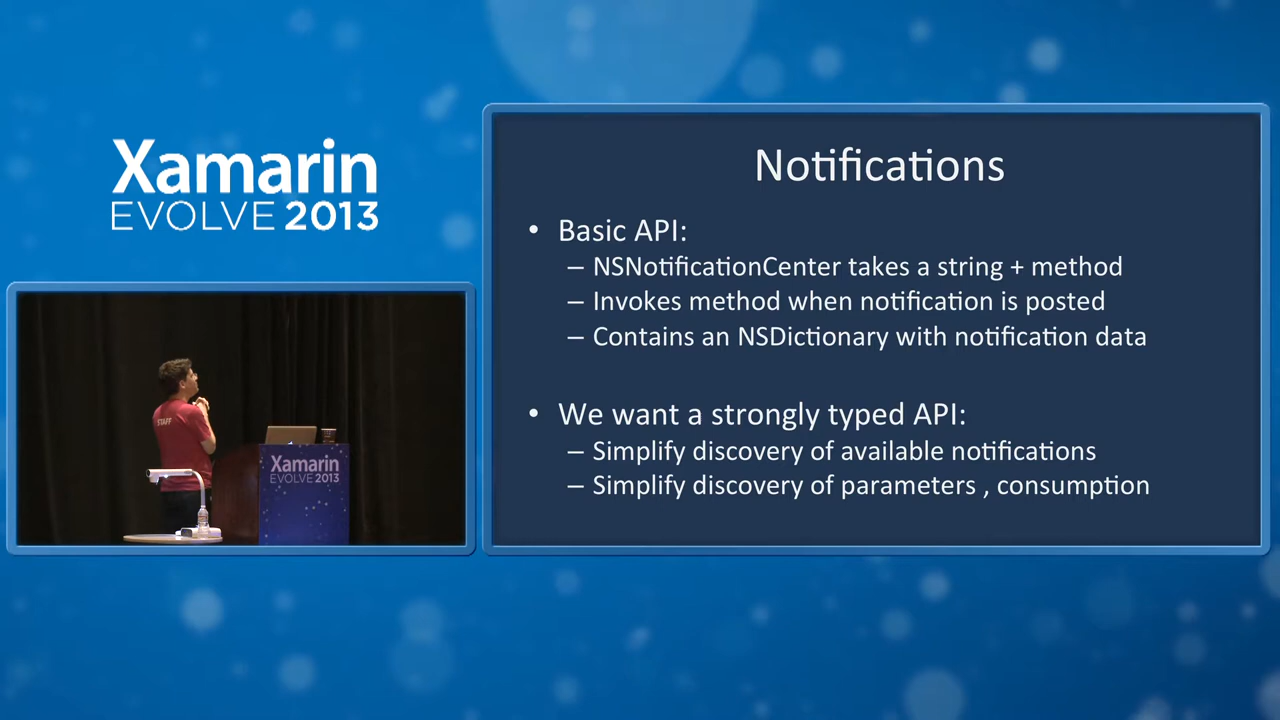 Xamarin
EVOLVE 2013
Notifications
• Basic API:
– NSNotificationCenter takes a string + method
– Invokes method when notification is posted
– Contains an NSDictionary with notification data
• We want a strongly typed API:
– Simplify discovery of available notifications
– Simplify discovery of parameters , consumption
STAFF
Xamarin
EVOLVE 2013